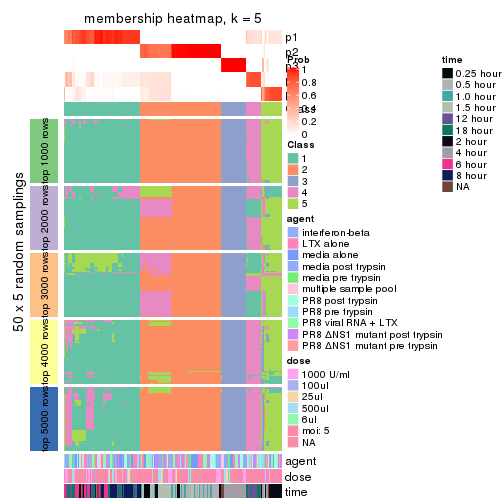 membership heatmap, k = 5
p1
p2
Prob
1
0.8
0.6
0.4
0.2
0
50 x 5 random samplings
top 1000 rows
top 2000 rows
top 3000 rows
top 4000 rows
top 5000 rows
Class
1
2
3
4
5
agent
interferon-beta
LTX alone
media alone
media post trypsin
media pre trypsin
multiple sample pool
PR8 post trypsin
PR8 pre trypsin
PR8 viral RNA + LTX
PR8 ΔNS1 mutant post trypsin
PR8 ΔNS1 mutant pre trypsin
dose
1000 U/ml
100ul
25ul
500ul
6ul
moi: 5
NA
time
0.25 hour
0.5 hour
1.0 hour
1.5 hour
12 hour
18 hour
2 hour
4 hour
6 hour
8 hour
NA
agent
dose
time